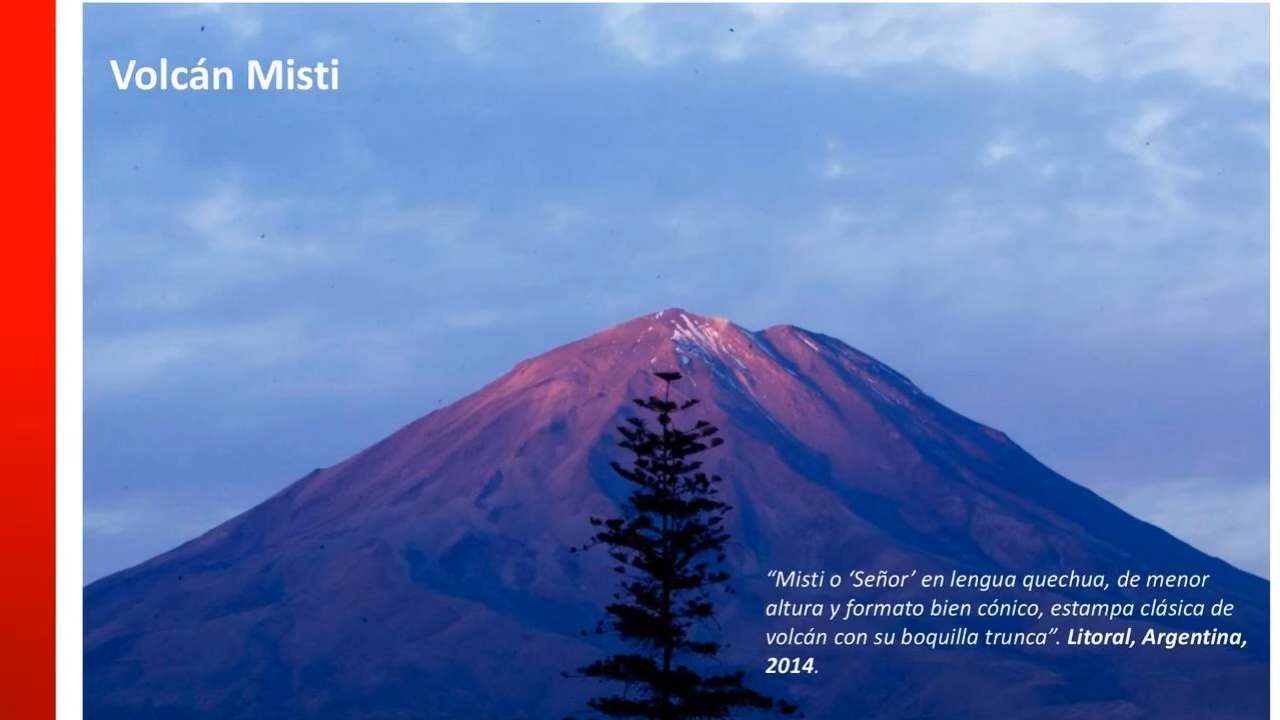 Volcán Misti
“Misti o ‘Señor’ en lengua quechua, de menor
altura y formato bien cónico, estampa clásica de
volcán con su boquilla trunca”. Litoral, Argentina,
2014.